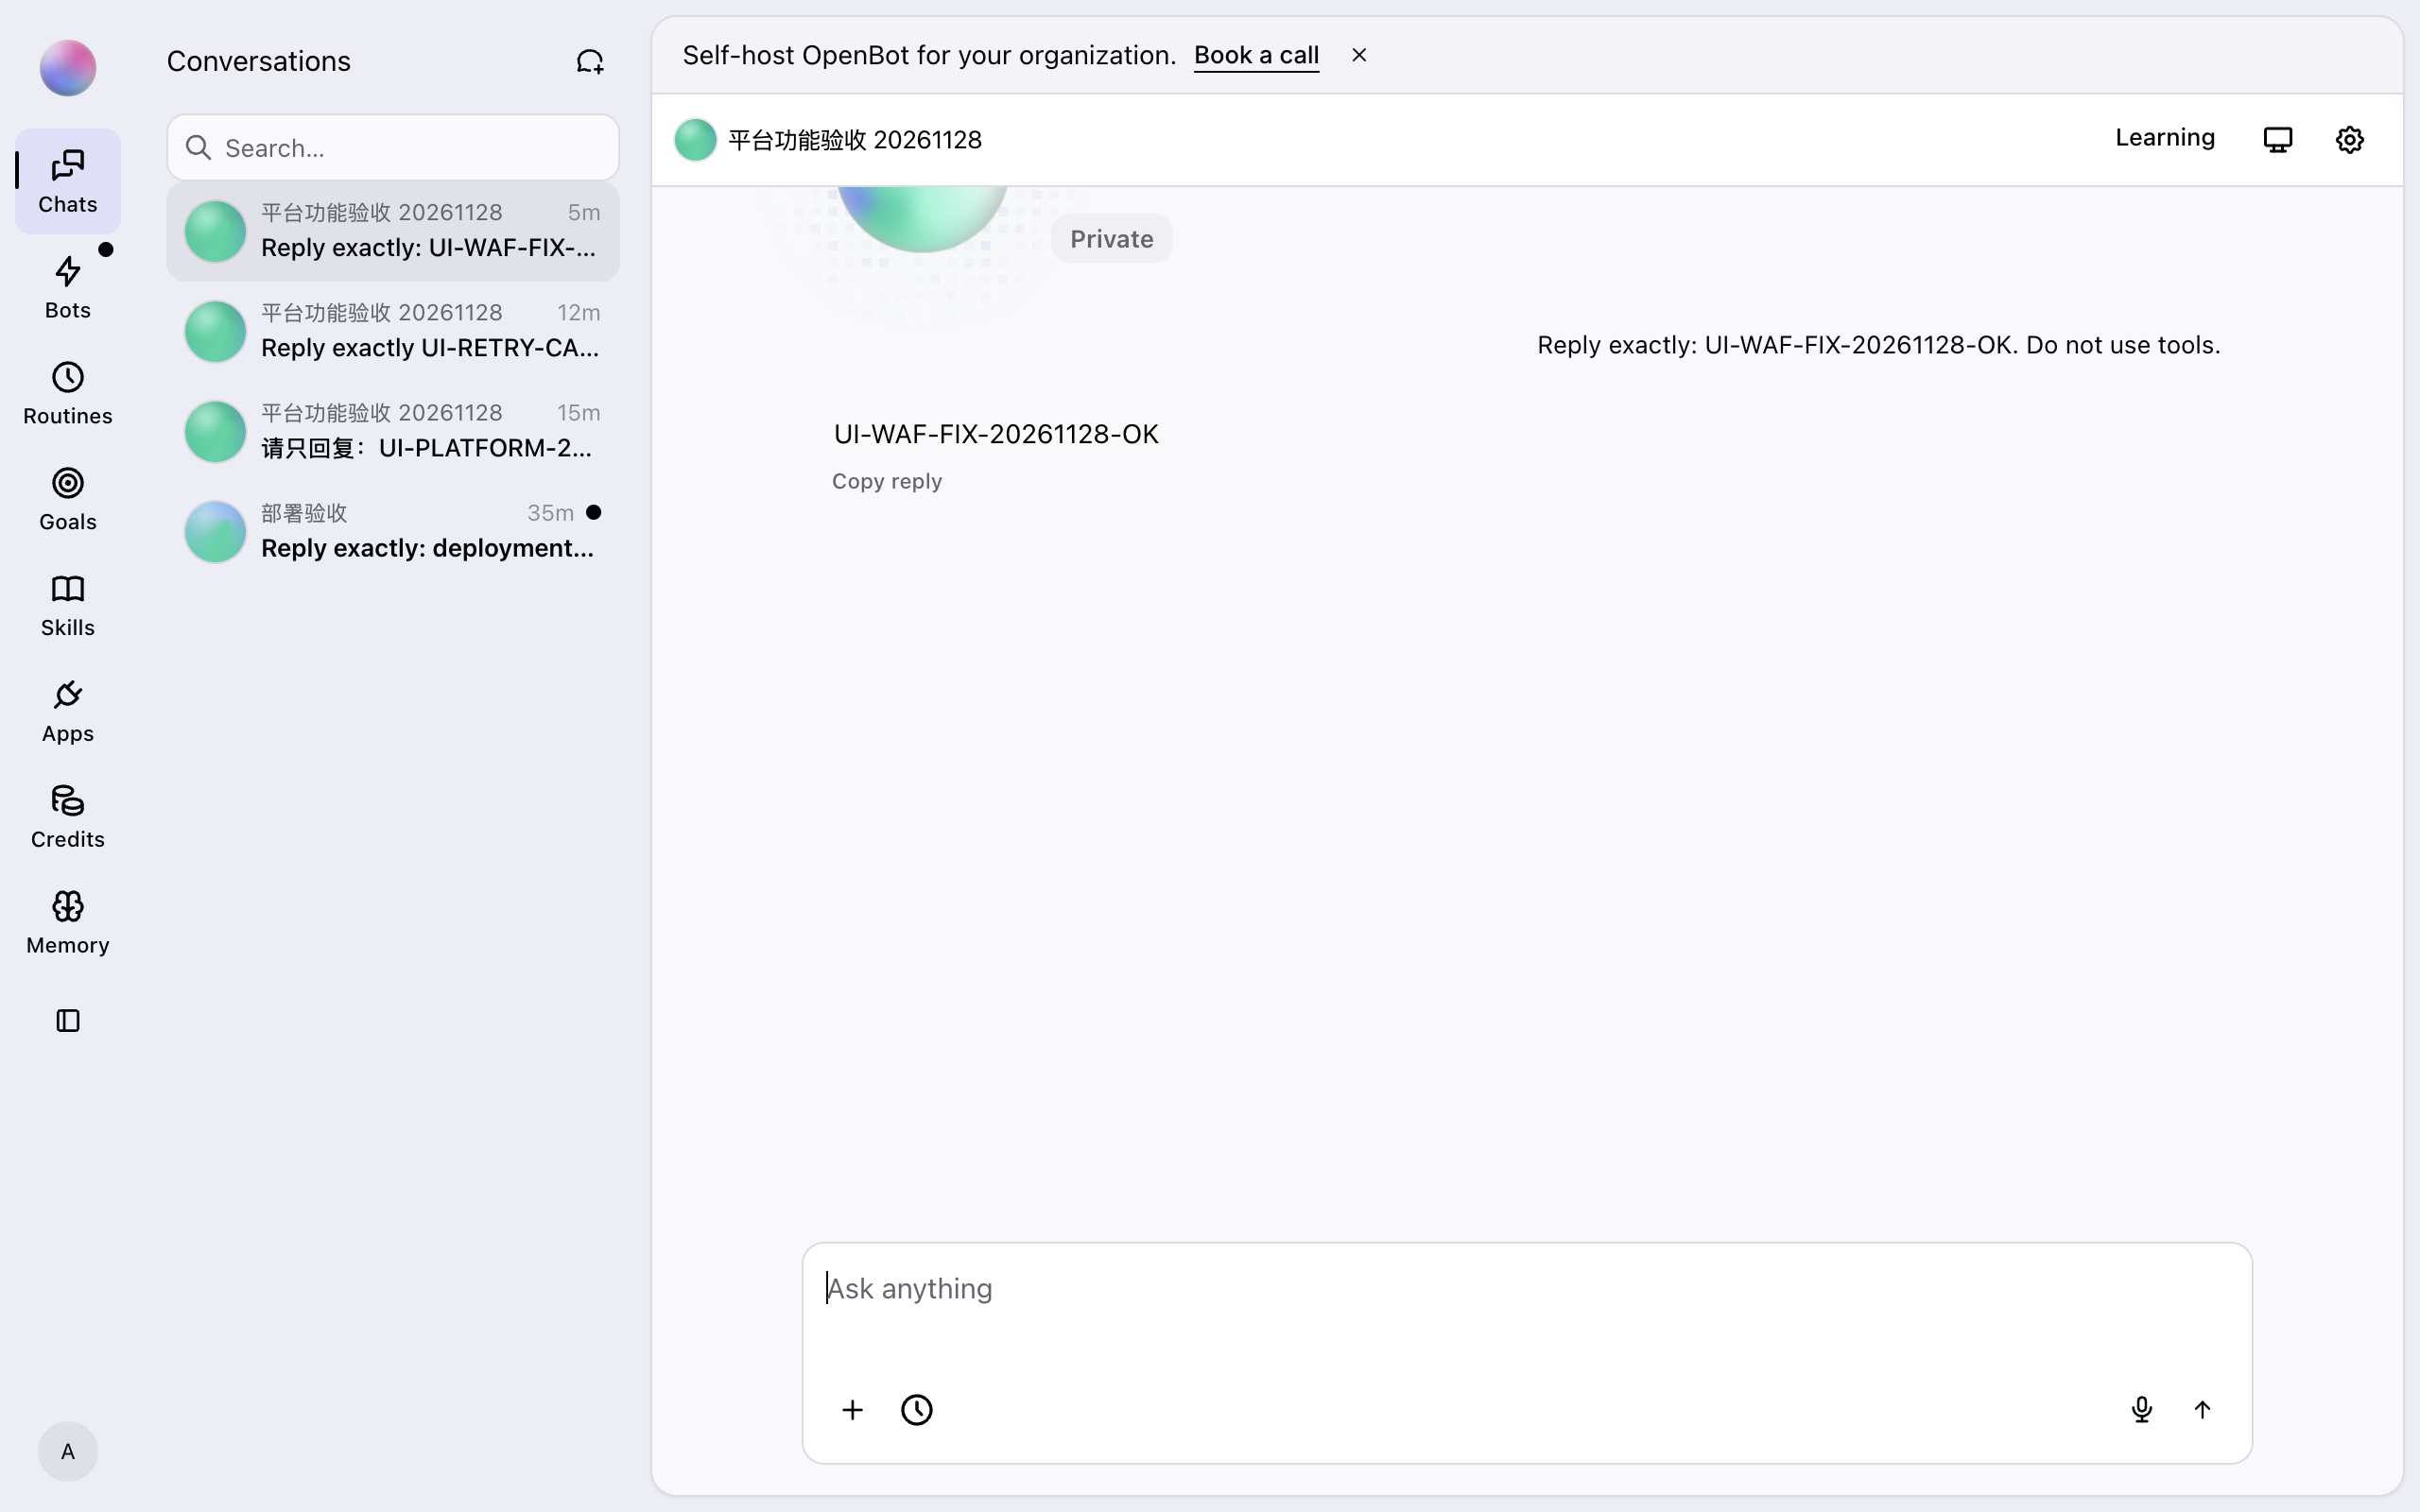 Chats
Bots
Routines
Goals
Skills
Apps
Credits
Memory
A
Conversations
Search...
平台功能验收 20261128 5m
Reply exactly: UI-WAF-FIX-...
平台功能验收 20261128 12m
Reply exactly UI-RETRY-CA...
平台功能验收 20261128 15m
请只回复：UI-PLATFORM-2...
部署验收 35m
Reply exactly: deployment...
Self-host OpenBot for your organization. Book a call
平台功能验收 20261128 Learning
Private
Reply exactly: UI-WAF-FIX-20261128-OK. Do not use tools.
UI-WAF-FIX-20261128-OK
Copy reply
Ask anything